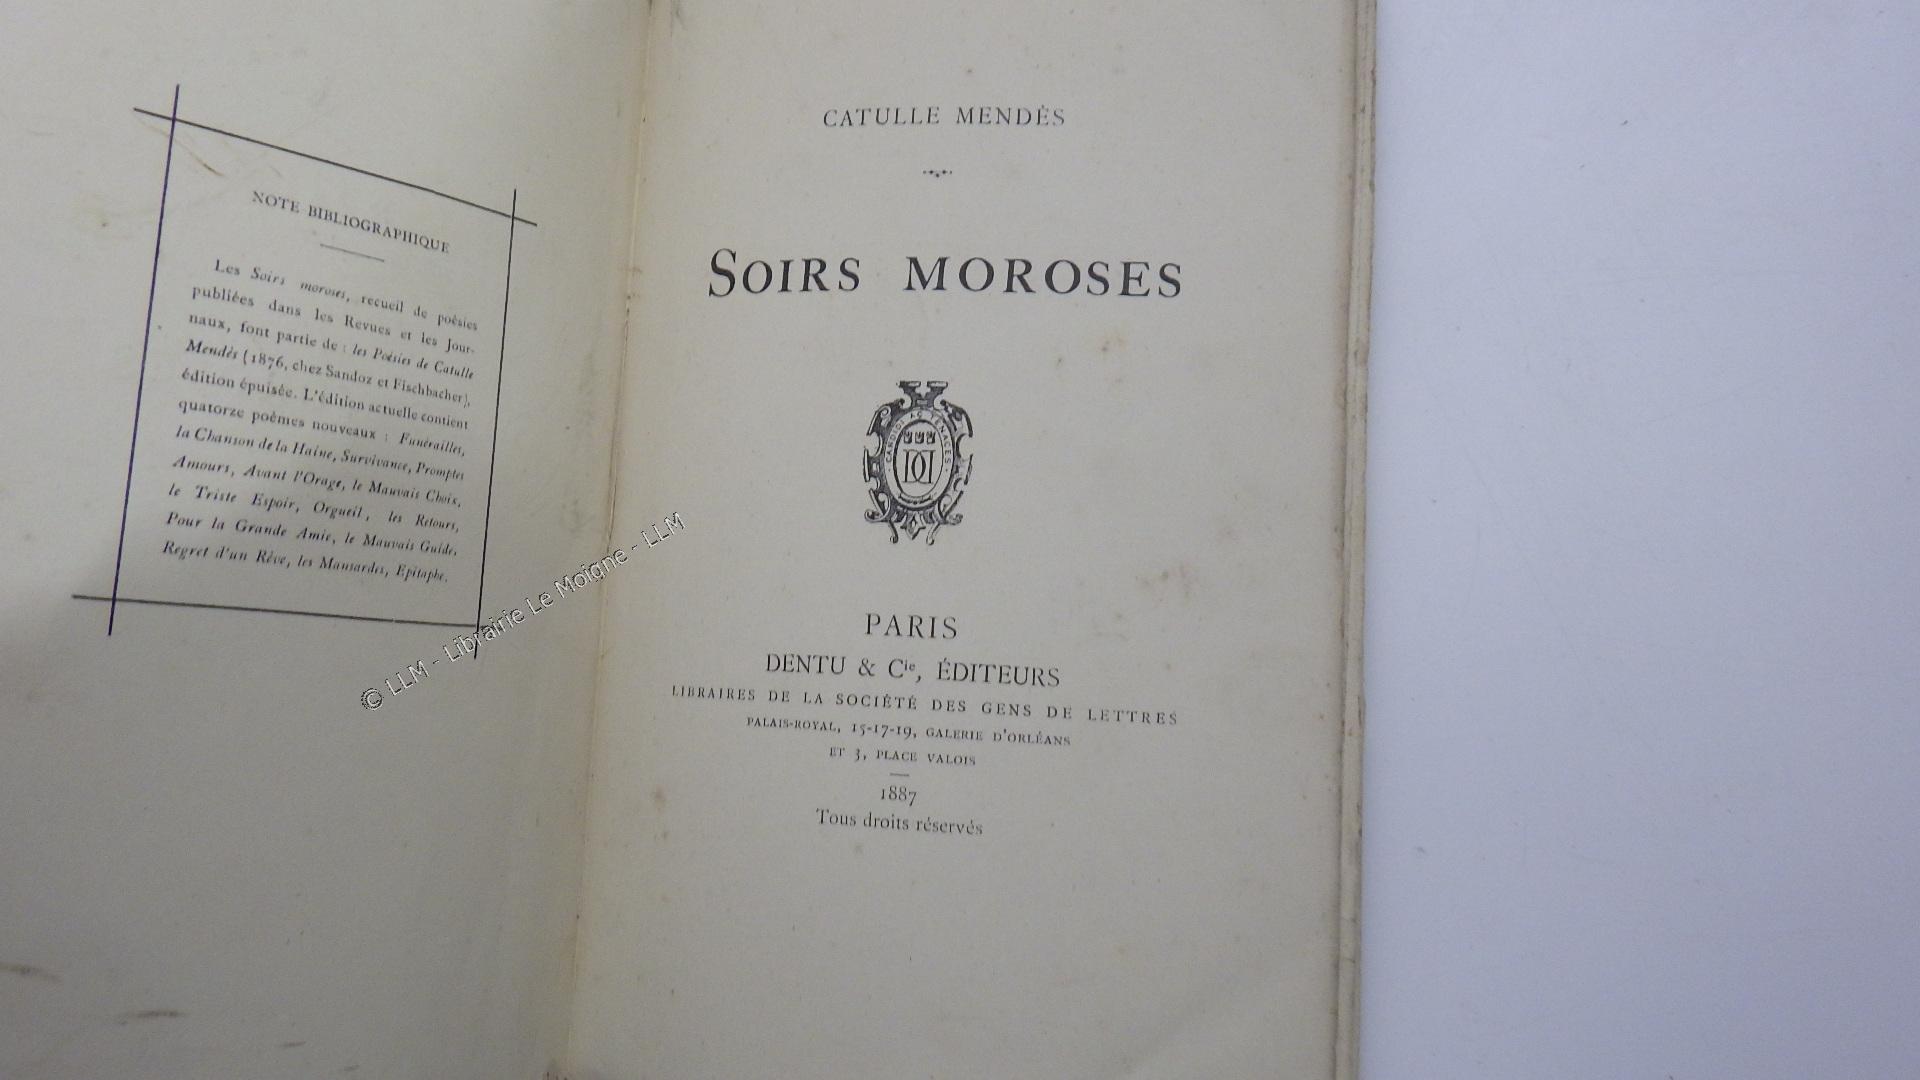 NOTE BIBLIOGRAPHIQUE
Les Soirs moroses, recueil de poésies
publiées dans les Revues et les Jour-
naux, font partie de : les Poésies de Catulle
Mendès (1876, chez Sandoz et Fischbacher),
édition épuisée. L'édition actuelle contient
quatorze poèmes nouveaux : Funérailles,
la Chanson de la Haine, Survivance, Promptes
Amours, Avant l'Orage, le Mauvais Choix,
le Triste Espoir, Orgueil, les Retours,
Pour la Grande Amie, le Mauvais Guide,
Regret d'un Rêve, les Mansardes, Epitaphe.
© LLM - Librairie Le Moigne - LLM
CATULLE MENDÈS
SOIRS MOROSES
CANDIDI AC TENACES
DD
PARIS
DENTU & Cie, ÉDITEURS
LIBRAIRES DE LA SOCIÉTÉ DES GENS DE LETTRES
PALAIS-ROYAL, 15-17-19, GALERIE D'ORLÉANS
ET 3, PLACE VALOIS
1887
Tous droits réservés